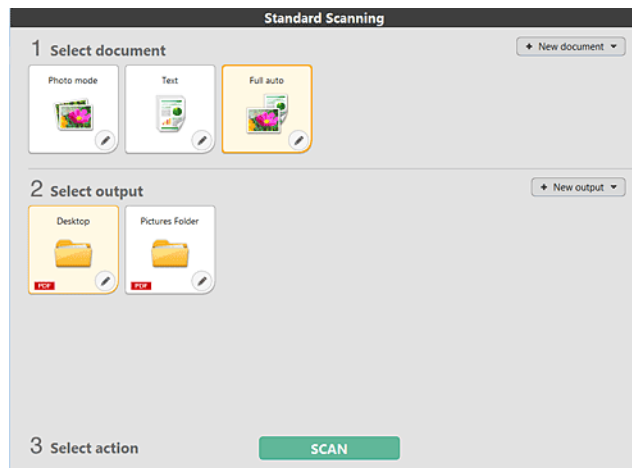 Standard Scanning
1 Select document
+ New document
Photo mode
Text
Full auto
2 Select output
+ New output
Desktop
Pictures Folder
PDF
PDF
3 Select action
SCAN